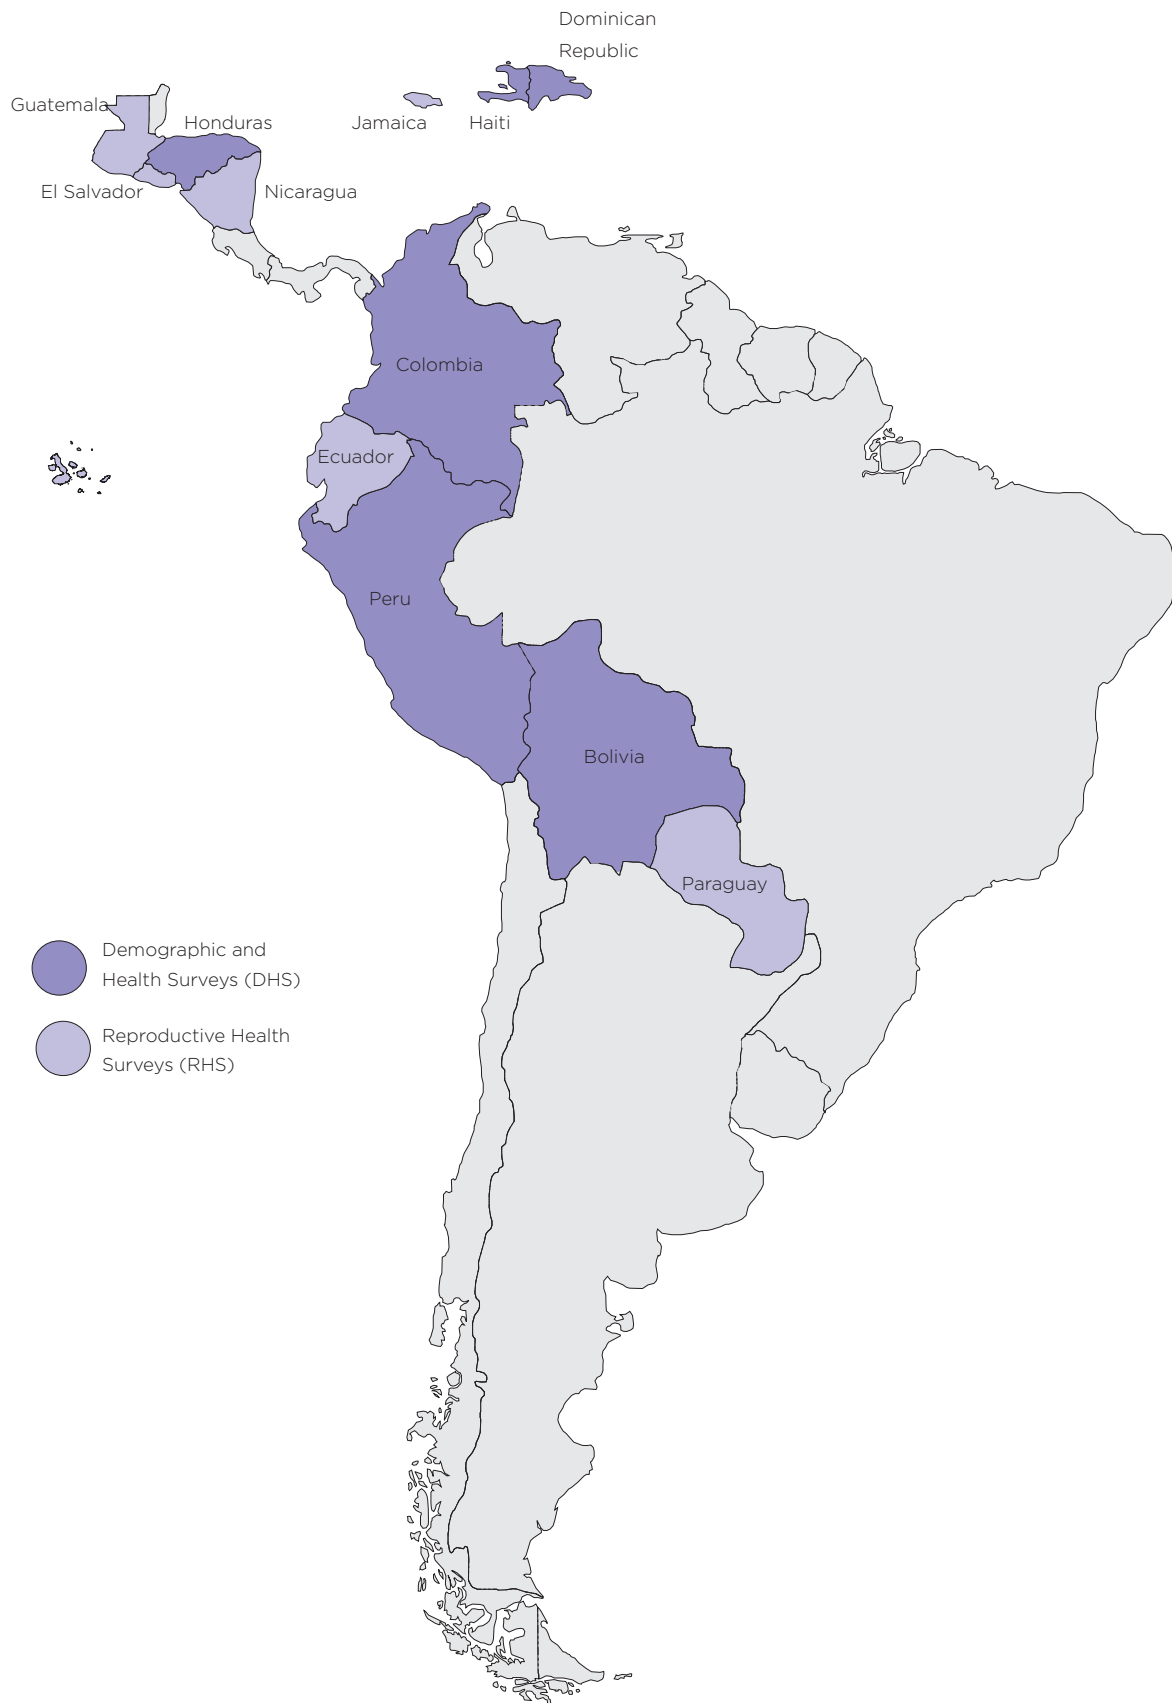 Dominican
Republic
Guatemala
Honduras
Jamaica
Haiti
El Salvador
Nicaragua
Colombia
Ecuador
Peru
Bolivia
Paraguay
Demographic and
Health Surveys (DHS)
Reproductive Health
Surveys (RHS)